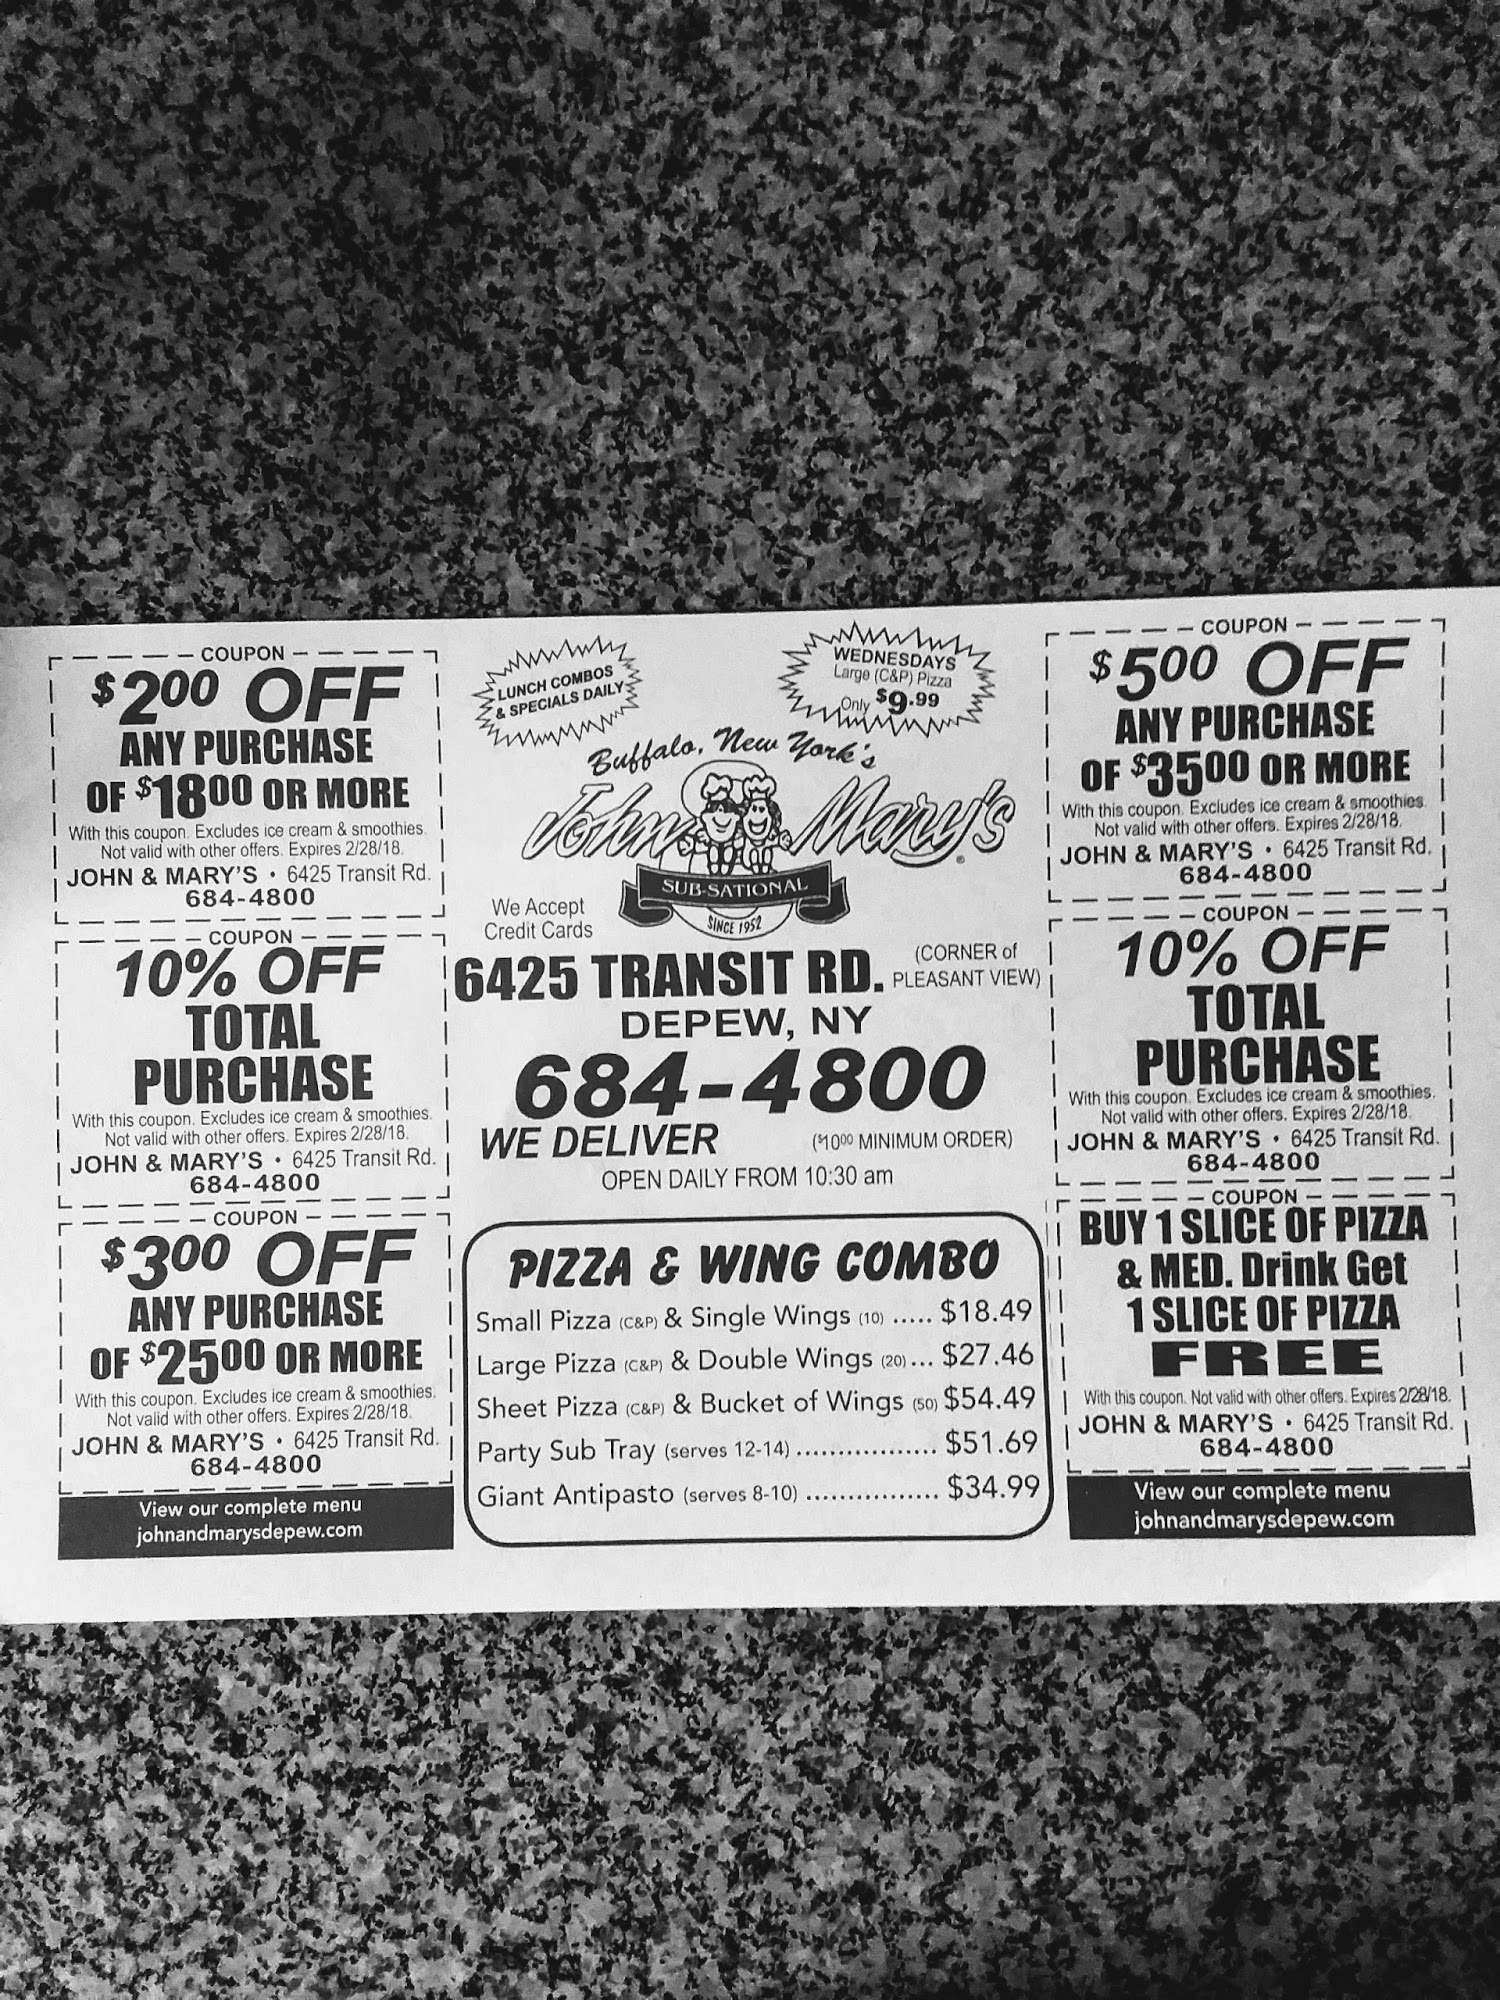 COUPON
$2.00 OFF
ANY PURCHASE
OF $18.00 OR MORE
With this coupon. Excludes ice cream & smoothies.
Not valid with other offers. Expires 2/28/18.
JOHN & MARY'S • 6425 Transit Rd.
684-4800
COUPON
10% OFF
TOTAL
PURCHASE
With this coupon. Excludes ice cream & smoothies.
Not valid with other offers. Expires 2/28/18.
JOHN & MARY'S • 6425 Transit Rd.
684-4800
COUPON
$3.00 OFF
ANY PURCHASE
OF $25.00 OR MORE
With this coupon. Excludes ice cream & smoothies.
Not valid with other offers. Expires 2/28/18.
JOHN & MARY'S • 6425 Transit Rd.
684-4800
View our complete menu
johnandmarysdepew.com
LUNCH COMBOS
& SPECIALS DAILY
WEDNESDAYS
Large (C&P) Pizza
Only $9.99
Buffalo, New York's
John & Mary's ®
SUB-SATIONAL
SINCE 1952
We Accept
Credit Cards
6425 TRANSIT RD.
(CORNER of
PLEASANT VIEW)
DEPEW, NY
684-4800
WE DELIVER ($10.00 MINIMUM ORDER)
OPEN DAILY FROM 10:30 am
PIZZA & WING COMBO
Small Pizza (C&P) & Single Wings (10) ..... $18.49
Large Pizza (C&P) & Double Wings (20) ... $27.46
Sheet Pizza (C&P) & Bucket of Wings (50) $54.49
Party Sub Tray (serves 12-14) ................. $51.69
Giant Antipasto (serves 8-10) ................ $34.99
COUPON
$5.00 OFF
ANY PURCHASE
OF $35.00 OR MORE
With this coupon. Excludes ice cream & smoothies.
Not valid with other offers. Expires 2/28/18.
JOHN & MARY'S • 6425 Transit Rd.
684-4800
COUPON
10% OFF
TOTAL
PURCHASE
With this coupon. Excludes ice cream & smoothies.
Not valid with other offers. Expires 2/28/18.
JOHN & MARY'S • 6425 Transit Rd.
684-4800
COUPON
BUY 1 SLICE OF PIZZA
& MED. Drink Get
1 SLICE OF PIZZA
FREE
With this coupon. Not valid with other offers. Expires 2/28/18.
JOHN & MARY'S • 6425 Transit Rd.
684-4800
View our complete menu
johnandmarysdepew.com